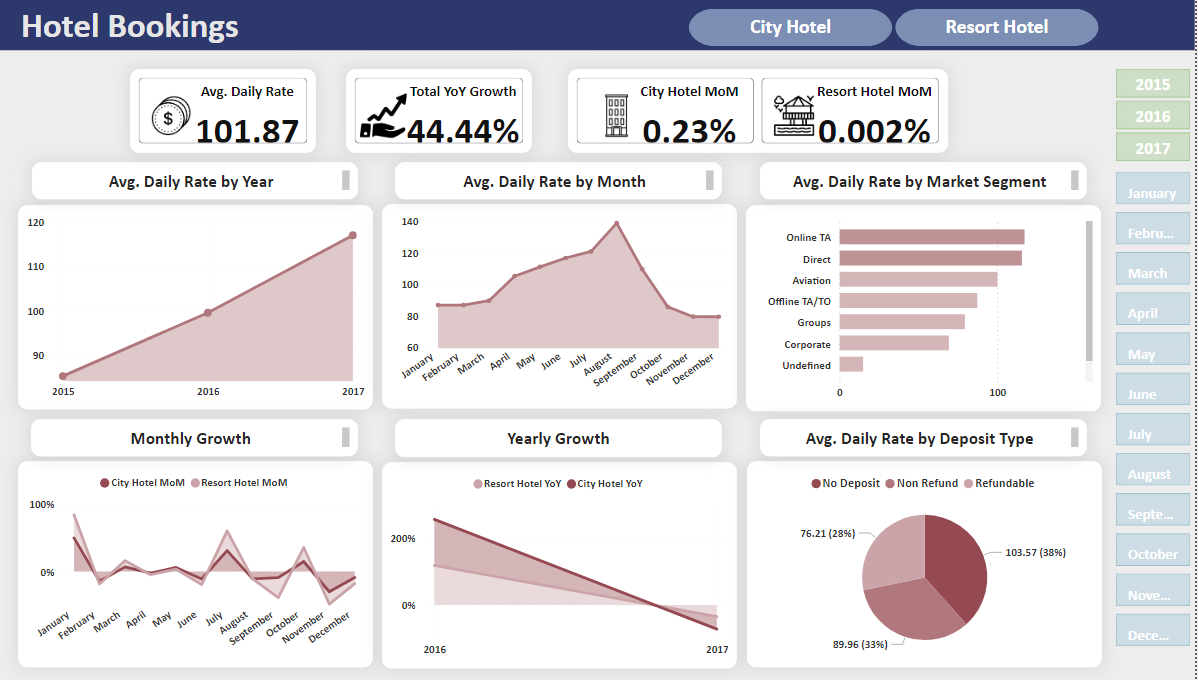 Hotel Bookings
City Hotel
Resort Hotel
Avg. Daily Rate
101.87
Total YoY Growth
44.44%
City Hotel MoM
0.23%
Resort Hotel MoM
0.002%
2015
2016
2017
January
Febru...
March
April
May
June
July
August
Septe...
October
Nove...
Dece...
Avg. Daily Rate by Year
120
110
100
90
2015 2016 2017
Avg. Daily Rate by Month
140
120
100
80
60
January February March April May June July August September October November December
Avg. Daily Rate by Market Segment
Online TA
Direct
Aviation
Offline TA/TO
Groups
Corporate
Undefined
0 100
Monthly Growth
City Hotel MoM Resort Hotel MoM
100%
0%
January February March April May June July August September October November December
Yearly Growth
Resort Hotel YoY City Hotel YoY
200%
0%
2016 2017
Avg. Daily Rate by Deposit Type
No Deposit Non Refund Refundable
76.21 (28%)
103.57 (38%)
89.96 (33%)
$